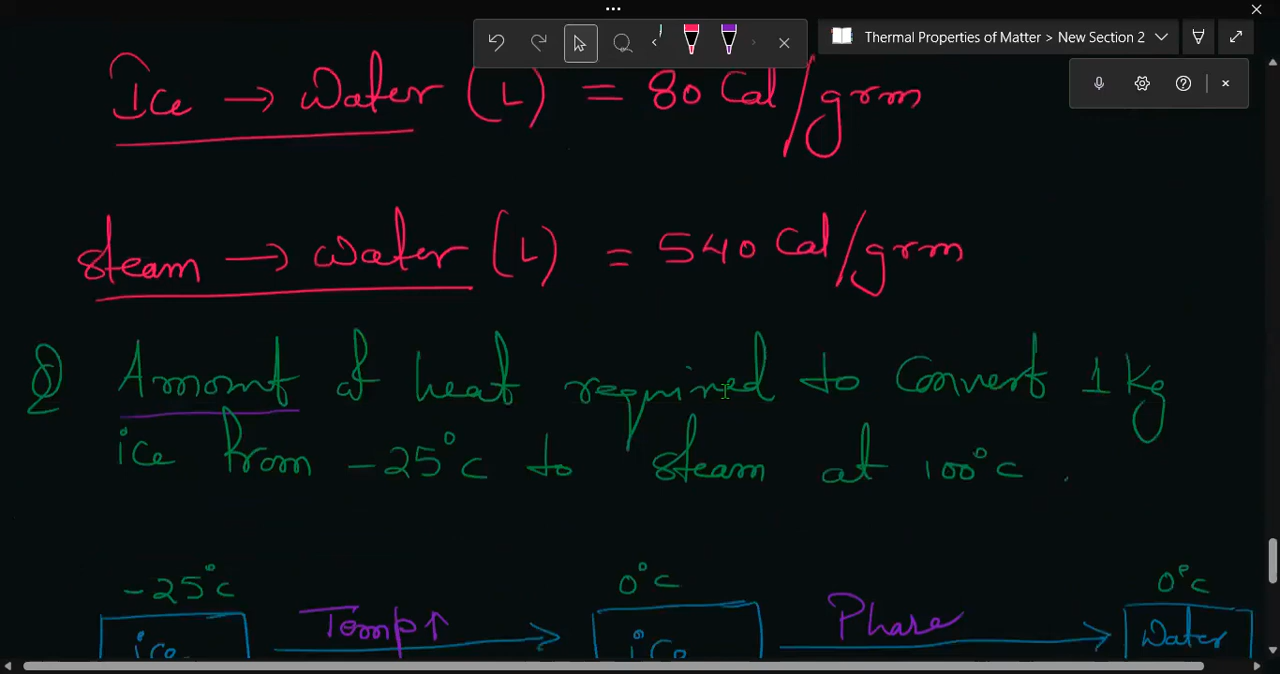 Thermal Properties of Matter > New Section 2
Ice → Water (L) = 80 Cal/grm
steam → water (L) = 540 Cal/grm
Q) Amount of heat required to Convert 1 kg
ice from -25°c to steam at 100°c .
-25°c 0°c 0°c
Temp↑ Phase
ice ice Water